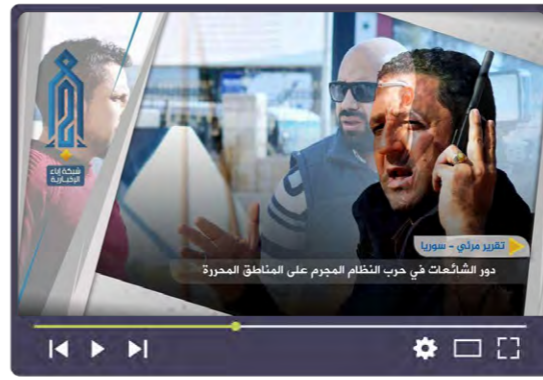 شبكة إباء
الإخبارية
تقرير مرئي - سوريا
دور الشائعات في حرب النظام المجرم على المناطق المحررة